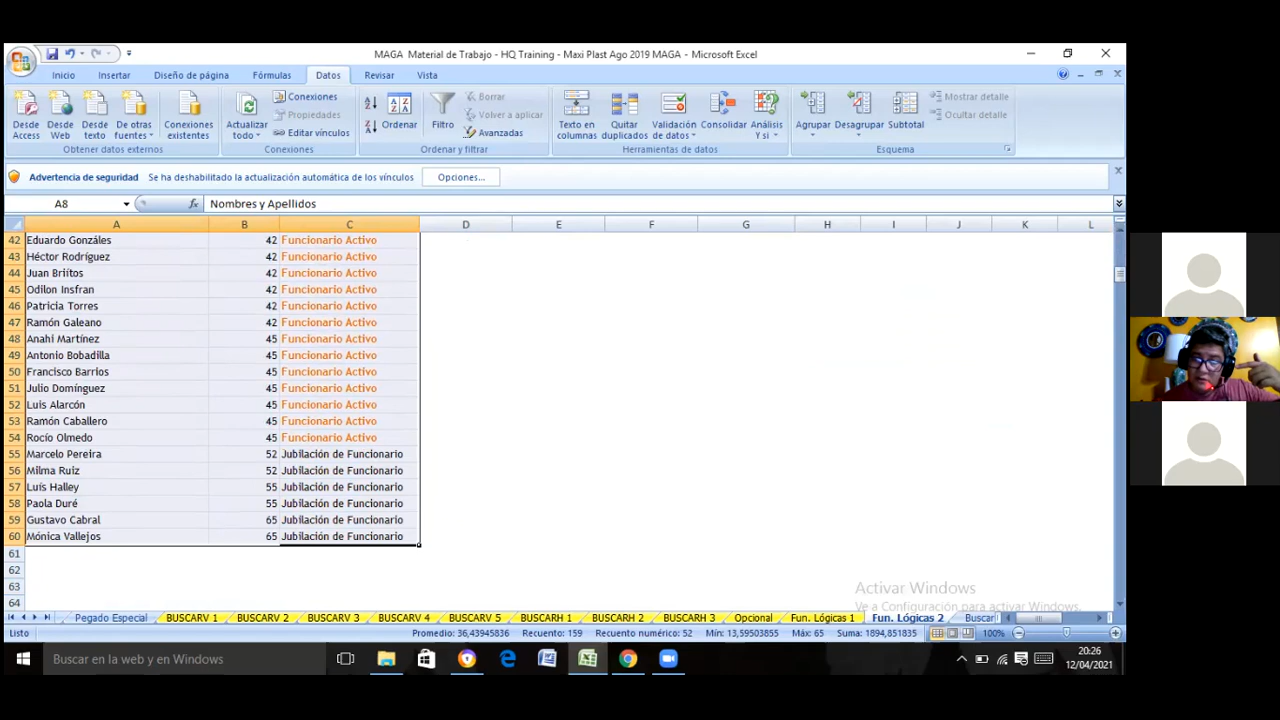 MAGA Material de Trabajo - HQ Training - Maxi Plast Ago 2019 MAGA - Microsoft Excel
Inicio Insertar Diseño de página Fórmulas Datos Revisar Vista
Desde Access
Desde Web
Desde texto
De otras fuentes
Conexiones existentes
Obtener datos externos
Actualizar todo
Conexiones
Propiedades
Editar vínculos
Conexiones
Ordenar
Filtro
Borrar
Volver a aplicar
Avanzadas
Ordenar y filtrar
Texto en columnas
Quitar duplicados
Validación de datos
Consolidar
Análisis Y si
Herramientas de datos
Agrupar
Desagrupar
Subtotal
Mostrar detalle
Ocultar detalle
Esquema
Advertencia de seguridad Se ha deshabilitado la actualización automática de los vínculos Opciones...
A8 fx Nombres y Apellidos
A B C D E F G H I J K L
42 Eduardo Gonzáles 42 Funcionario Activo
43 Héctor Rodríguez 42 Funcionario Activo
44 Juan Briítos 42 Funcionario Activo
45 Odilon Insfran 42 Funcionario Activo
46 Patricia Torres 42 Funcionario Activo
47 Ramón Galeano 42 Funcionario Activo
48 Anahi Martínez 45 Funcionario Activo
49 Antonio Bobadilla 45 Funcionario Activo
50 Francisco Barrios 45 Funcionario Activo
51 Julio Domínguez 45 Funcionario Activo
52 Luis Alarcón 45 Funcionario Activo
53 Ramón Caballero 45 Funcionario Activo
54 Rocío Olmedo 45 Funcionario Activo
55 Marcelo Pereira 52 Jubilación de Funcionario
56 Milma Ruiz 52 Jubilación de Funcionario
57 Luís Halley 55 Jubilación de Funcionario
58 Paola Duré 55 Jubilación de Funcionario
59 Gustavo Cabral 65 Jubilación de Funcionario
60 Mónica Vallejos 65 Jubilación de Funcionario
61
62
63
64
Activar Windows
Ve a Configuración para activar Windows.
Pegado Especial BUSCARV 1 BUSCARV 2 BUSCARV 3 BUSCARV 4 BUSCARV 5 BUSCARH 1 BUSCARH 2 BUSCARH 3 Opcional Fun. Lógicas 1 Fun. Lógicas 2 Buscar
Listo Promedio: 36,43945836 Recuento: 159 Recuento numérico: 52 Mín: 13,59503855 Máx: 65 Suma: 1894,851835 100%
Buscar en la web y en Windows
20:26
12/04/2021